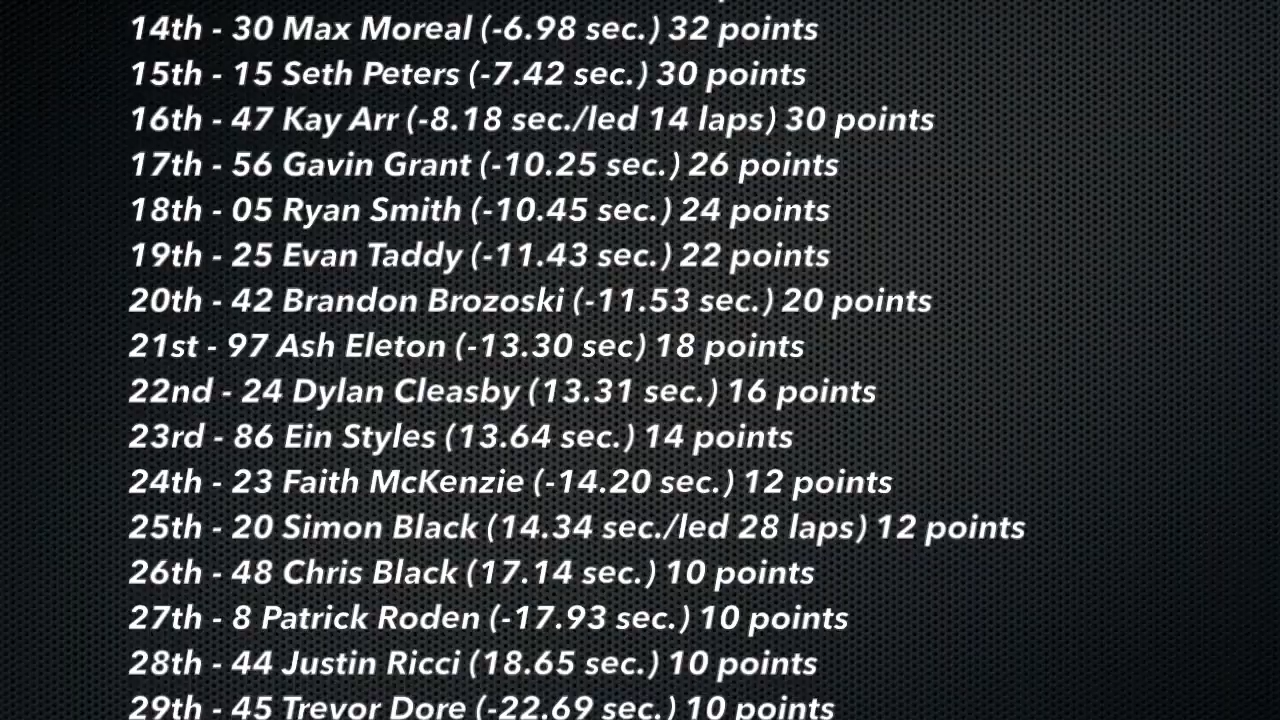 14th - 30 Max Moreal (-6.98 sec.) 32 points
15th - 15 Seth Peters (-7.42 sec.) 30 points
16th - 47 Kay Arr (-8.18 sec./led 14 laps) 30 points
17th - 56 Gavin Grant (-10.25 sec.) 26 points
18th - 05 Ryan Smith (-10.45 sec.) 24 points
19th - 25 Evan Taddy (-11.43 sec.) 22 points
20th - 42 Brandon Brozoski (-11.53 sec.) 20 points
21st - 97 Ash Eleton (-13.30 sec) 18 points
22nd - 24 Dylan Cleasby (13.31 sec.) 16 points
23rd - 86 Ein Styles (13.64 sec.) 14 points
24th - 23 Faith McKenzie (-14.20 sec.) 12 points
25th - 20 Simon Black (14.34 sec./led 28 laps) 12 points
26th - 48 Chris Black (17.14 sec.) 10 points
27th - 8 Patrick Roden (-17.93 sec.) 10 points
28th - 44 Justin Ricci (18.65 sec.) 10 points
29th - 45 Trevor Dore (-22.69 sec.) 10 points